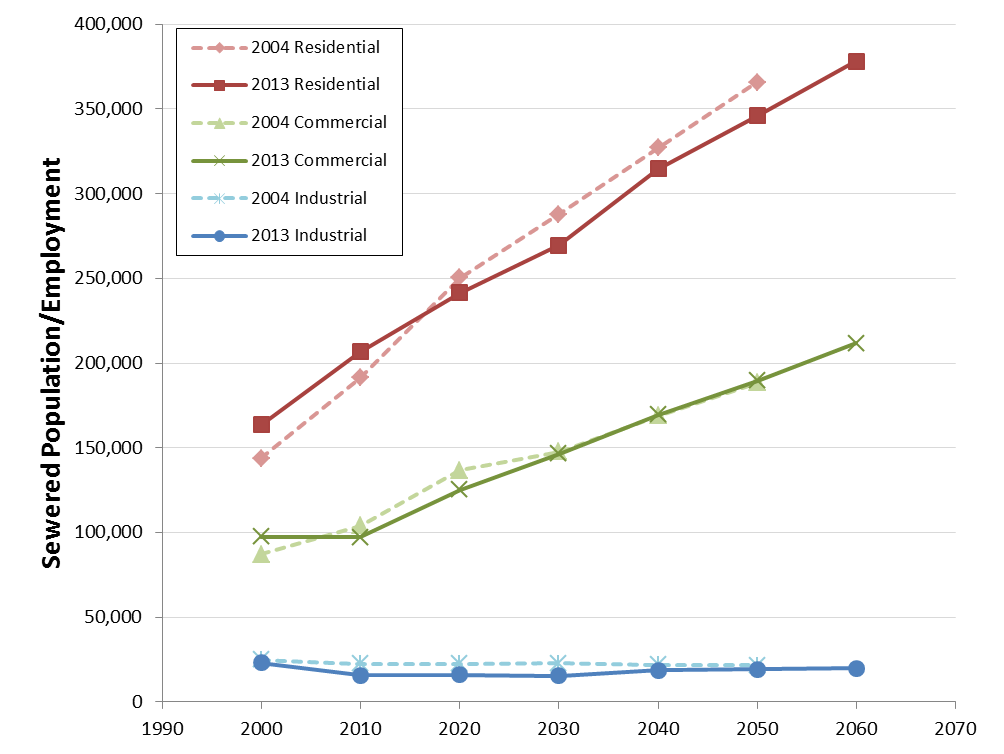 400,000
350,000
300,000
250,000
200,000
150,000
100,000
50,000
0
Sewered Population/Employment
2004 Residential
2013 Residential
2004 Commercial
2013 Commercial
2004 Industrial
2013 Industrial
1990 2000 2010 2020 2030 2040 2050 2060 2070